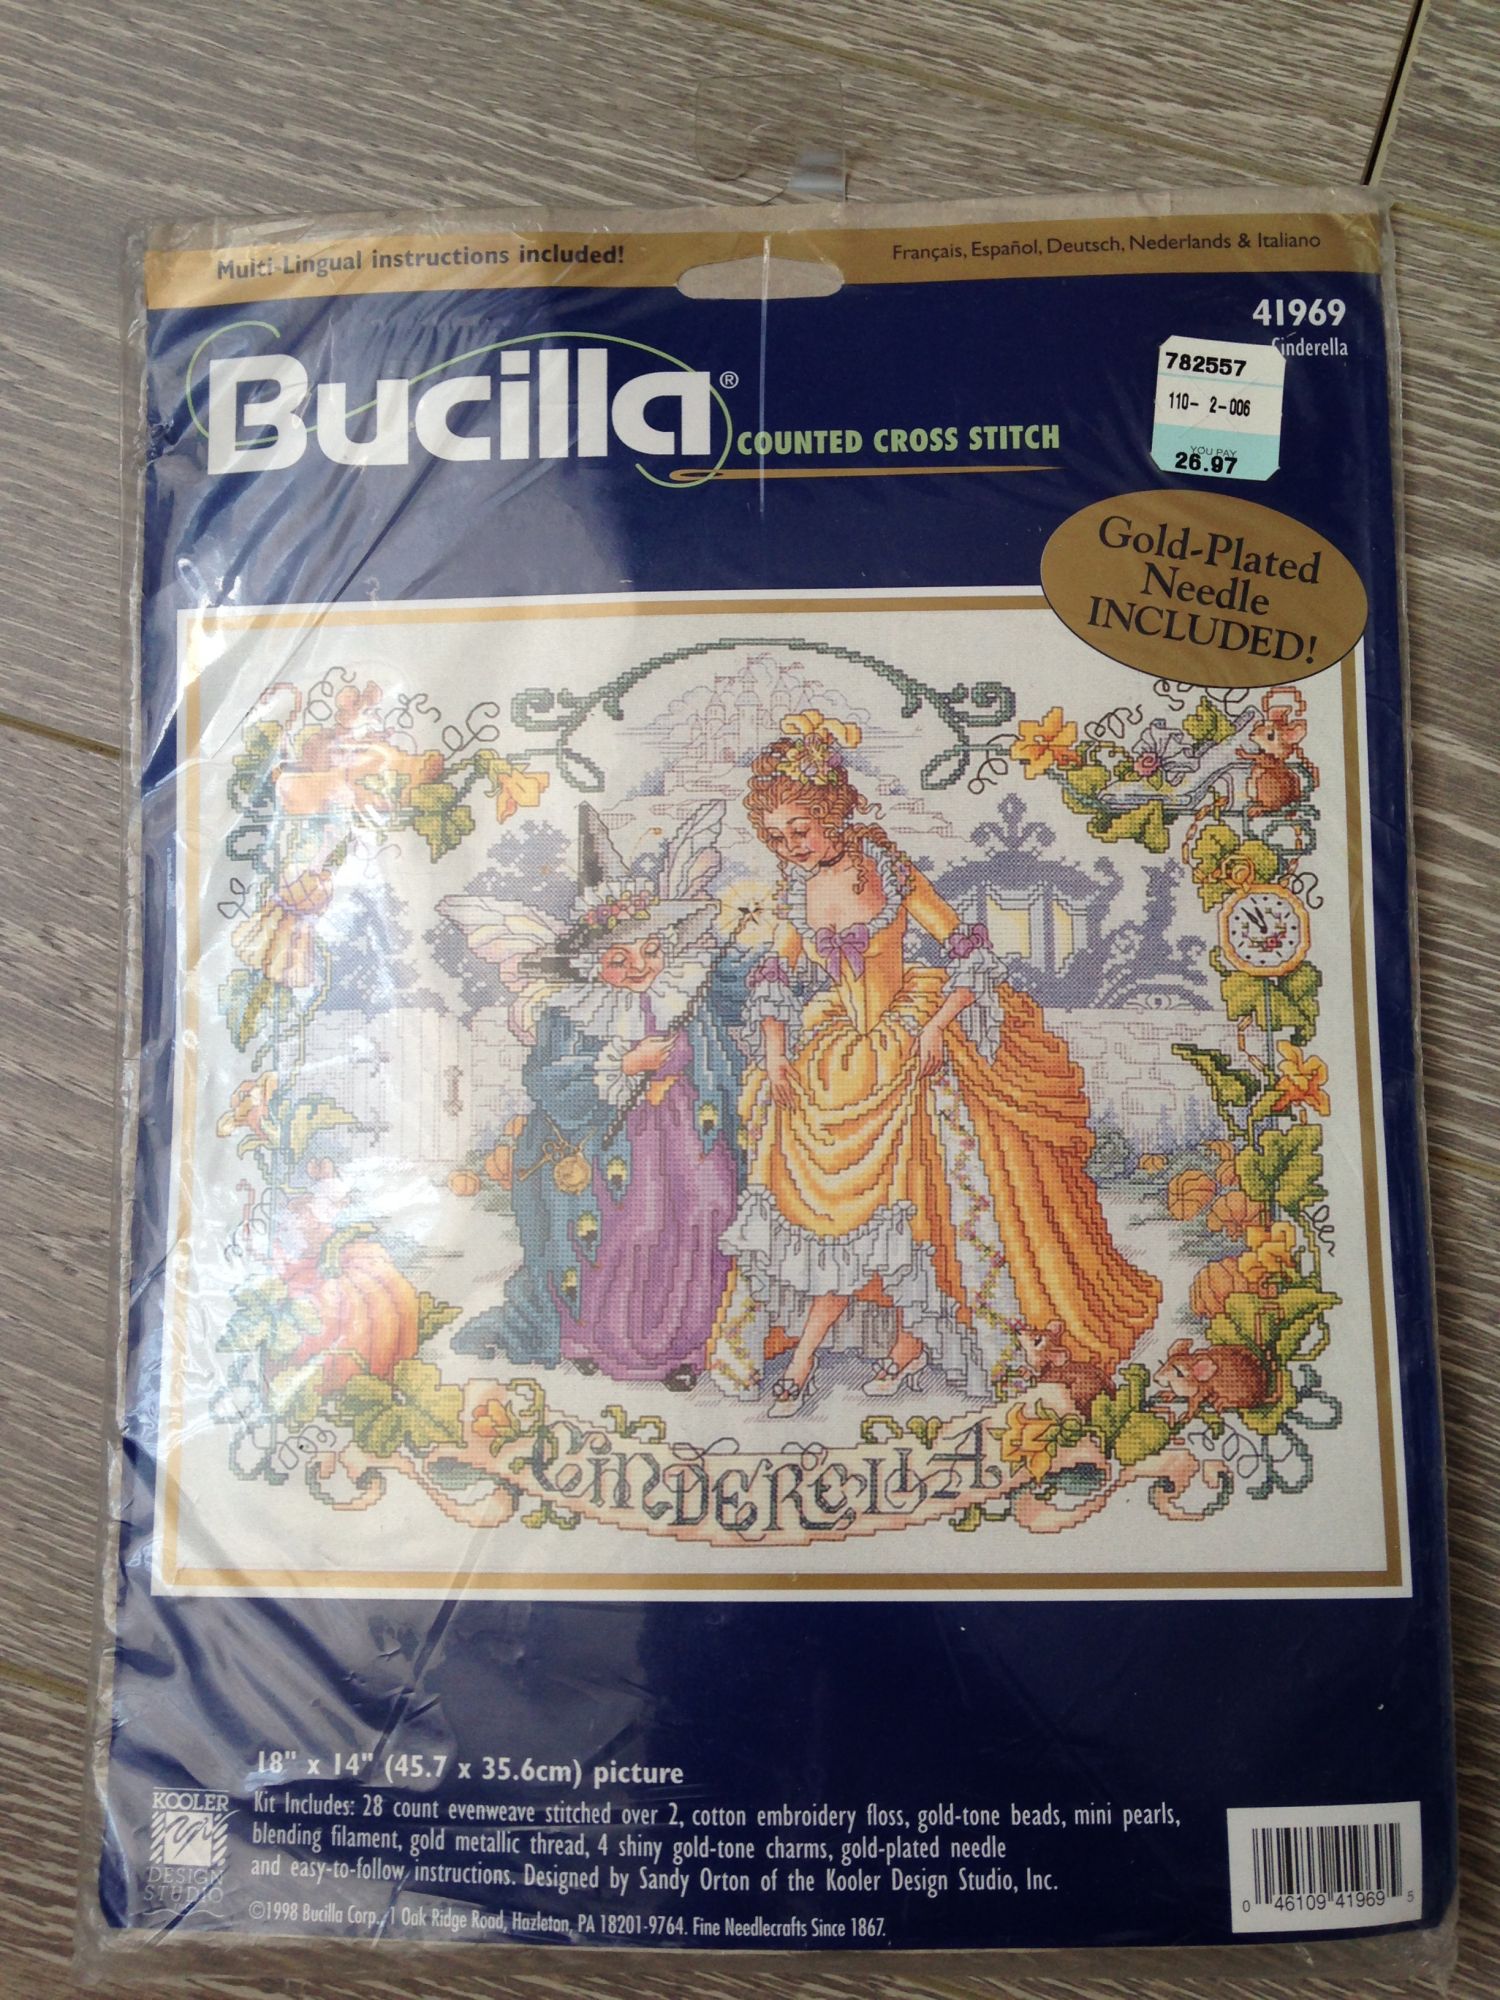 Multi-Lingual instructions included!
Français, Español, Deutsch, Nederlands & Italiano
41969
Cinderella
782557
110- 2-006
YOU PAY
26.97
Bucilla®
COUNTED CROSS STITCH
Gold-Plated
Needle
INCLUDED!
CINDERELLA
18" x 14" (45.7 x 35.6cm) picture
Kit Includes: 28 count evenweave stitched over 2, cotton embroidery floss, gold-tone beads, mini pearls,
blending filament, gold metallic thread, 4 shiny gold-tone charms, gold-plated needle
and easy-to-follow instructions. Designed by Sandy Orton of the Kooler Design Studio, Inc.
©1998 Bucilla Corp., 1 Oak Ridge Road, Hazleton, PA 18201-9764. Fine Needlecrafts Since 1867.
KOOLER
DESIGN
STUDIO
0 46109 41969 5